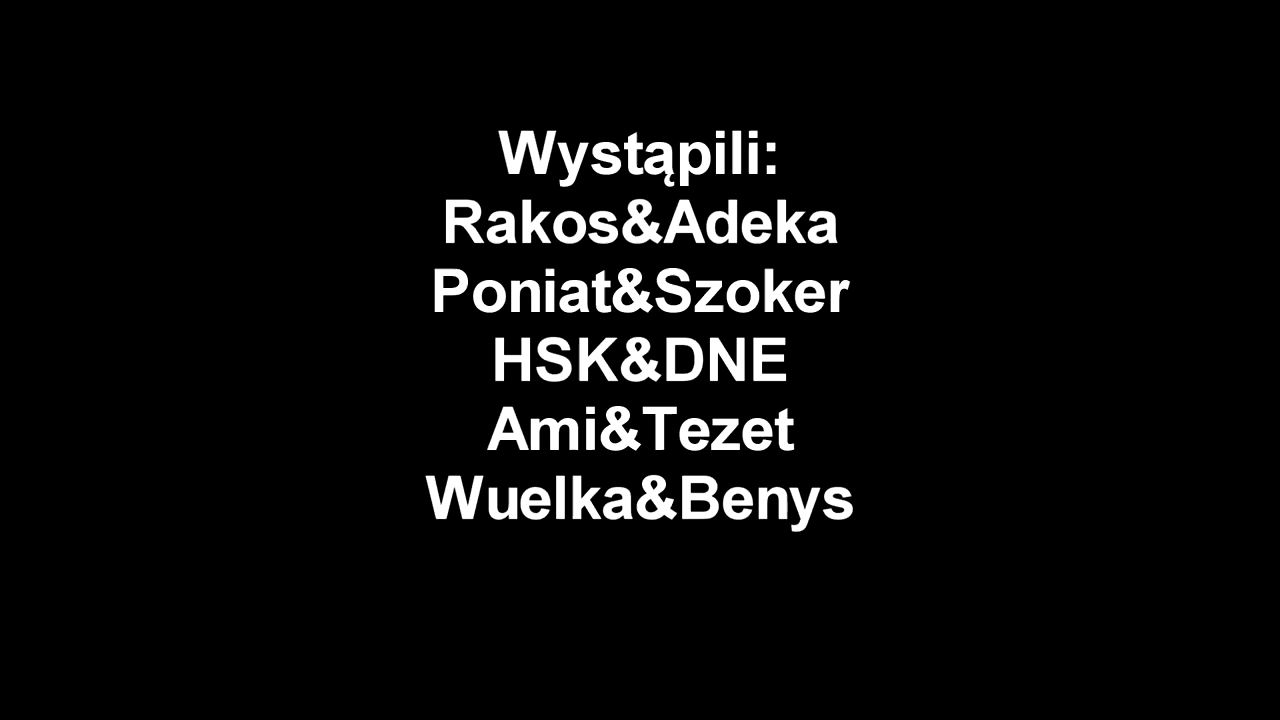 Wystąpili:
Rakos&Adeka
Poniat&Szoker
HSK&DNE
Ami&Tezet
Wuelka&Benys